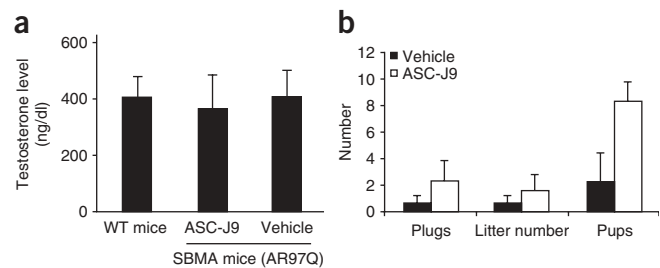 a
Testosterone level
(ng/dl)
600
400
200
0
WT mice
ASC-J9
Vehicle
SBMA mice (AR97Q)
b
Vehicle
ASC-J9
Number
12
10
8
6
4
2
0
Plugs
Litter number
Pups